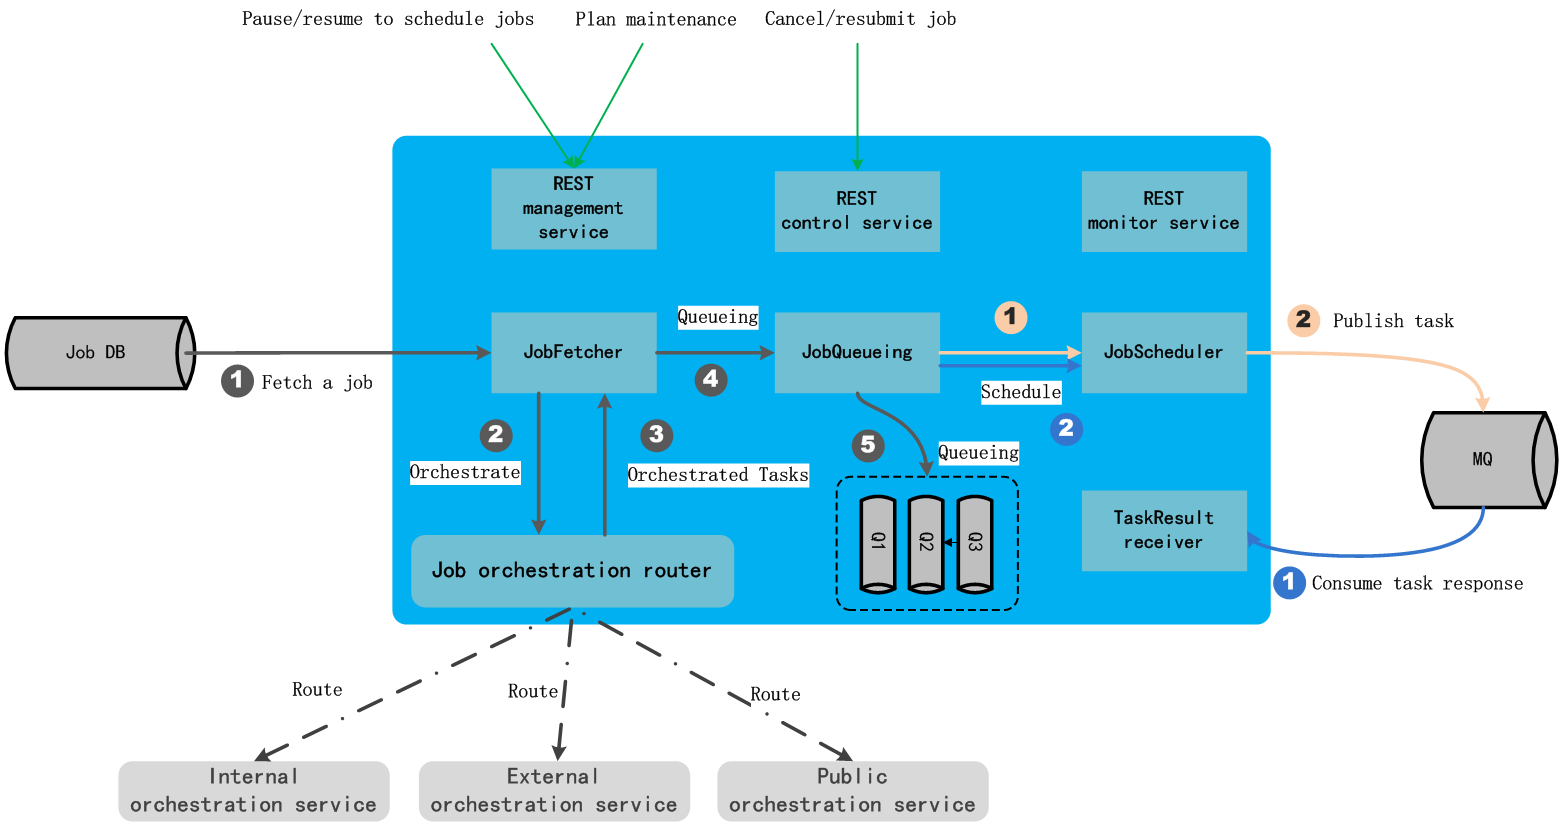 Pause/resume to schedule jobs
Plan maintenance
Cancel/resubmit job
REST
management
service
REST
control service
REST
monitor service
Job DB
1 Fetch a job
JobFetcher
Queueing
4
JobQueueing
1
Schedule
2
JobScheduler
2 Publish task
MQ
2
Orchestrate
3
Orchestrated Tasks
5
Queueing
Q1
Q2
Q3
TaskResult
receiver
1 Consume task response
Job orchestration router
Route
Route
Route
Internal
orchestration service
External
orchestration service
Public
orchestration service